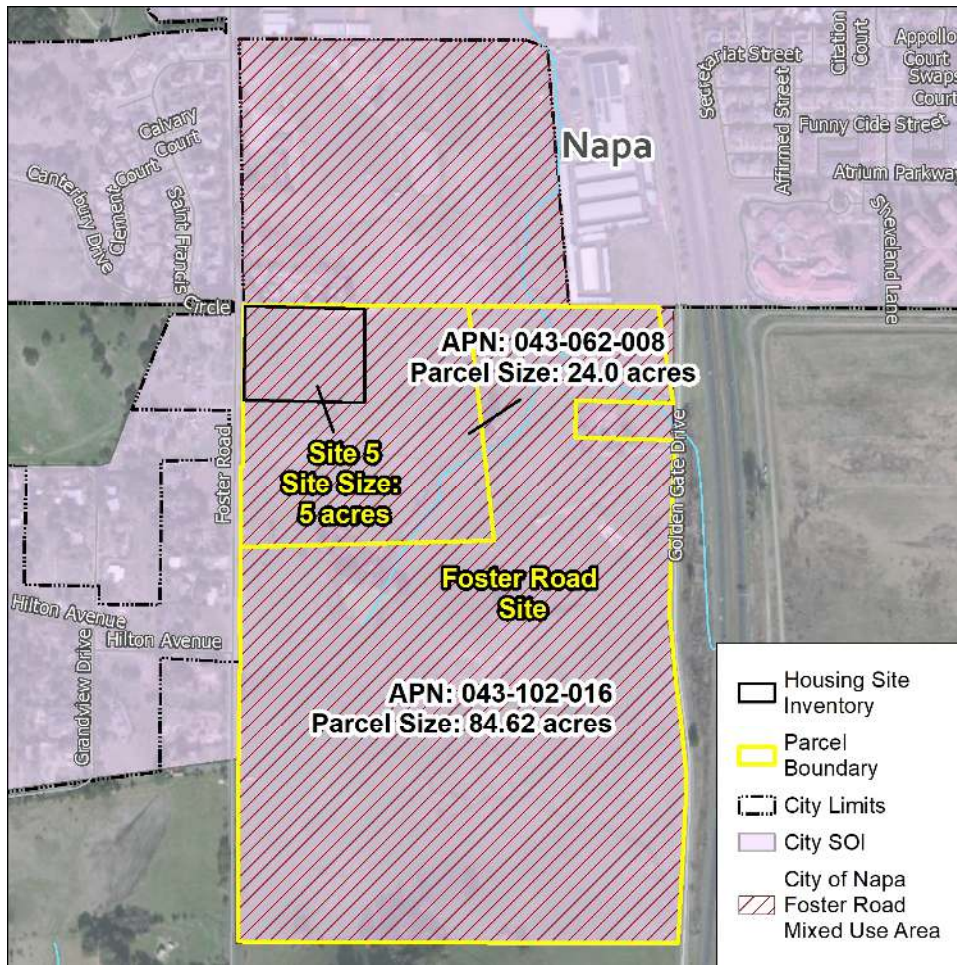 Appollo
Court
Citation
Court
Secretariat Street
Swaps
Court
Calvary
Court
Affirmed Street
Funny Cide Street
Napa
Clement Court
Atrium Parkway
Canterbury Drive
Saint Francis
Circle
Shaveland Lane
APN: 043-062-008
Parcel Size: 24.0 acres
Site 5
Site Size:
5 acres
Foster Road
Golden Gate Drive
Foster Road
Site
Hilton Avenue
Hilton Avenue
Grandview Drive
APN: 043-102-016
Parcel Size: 84.62 acres
Housing Site
Inventory
Parcel
Boundary
City Limits
City SOI
City of Napa
Foster Road
Mixed Use Area